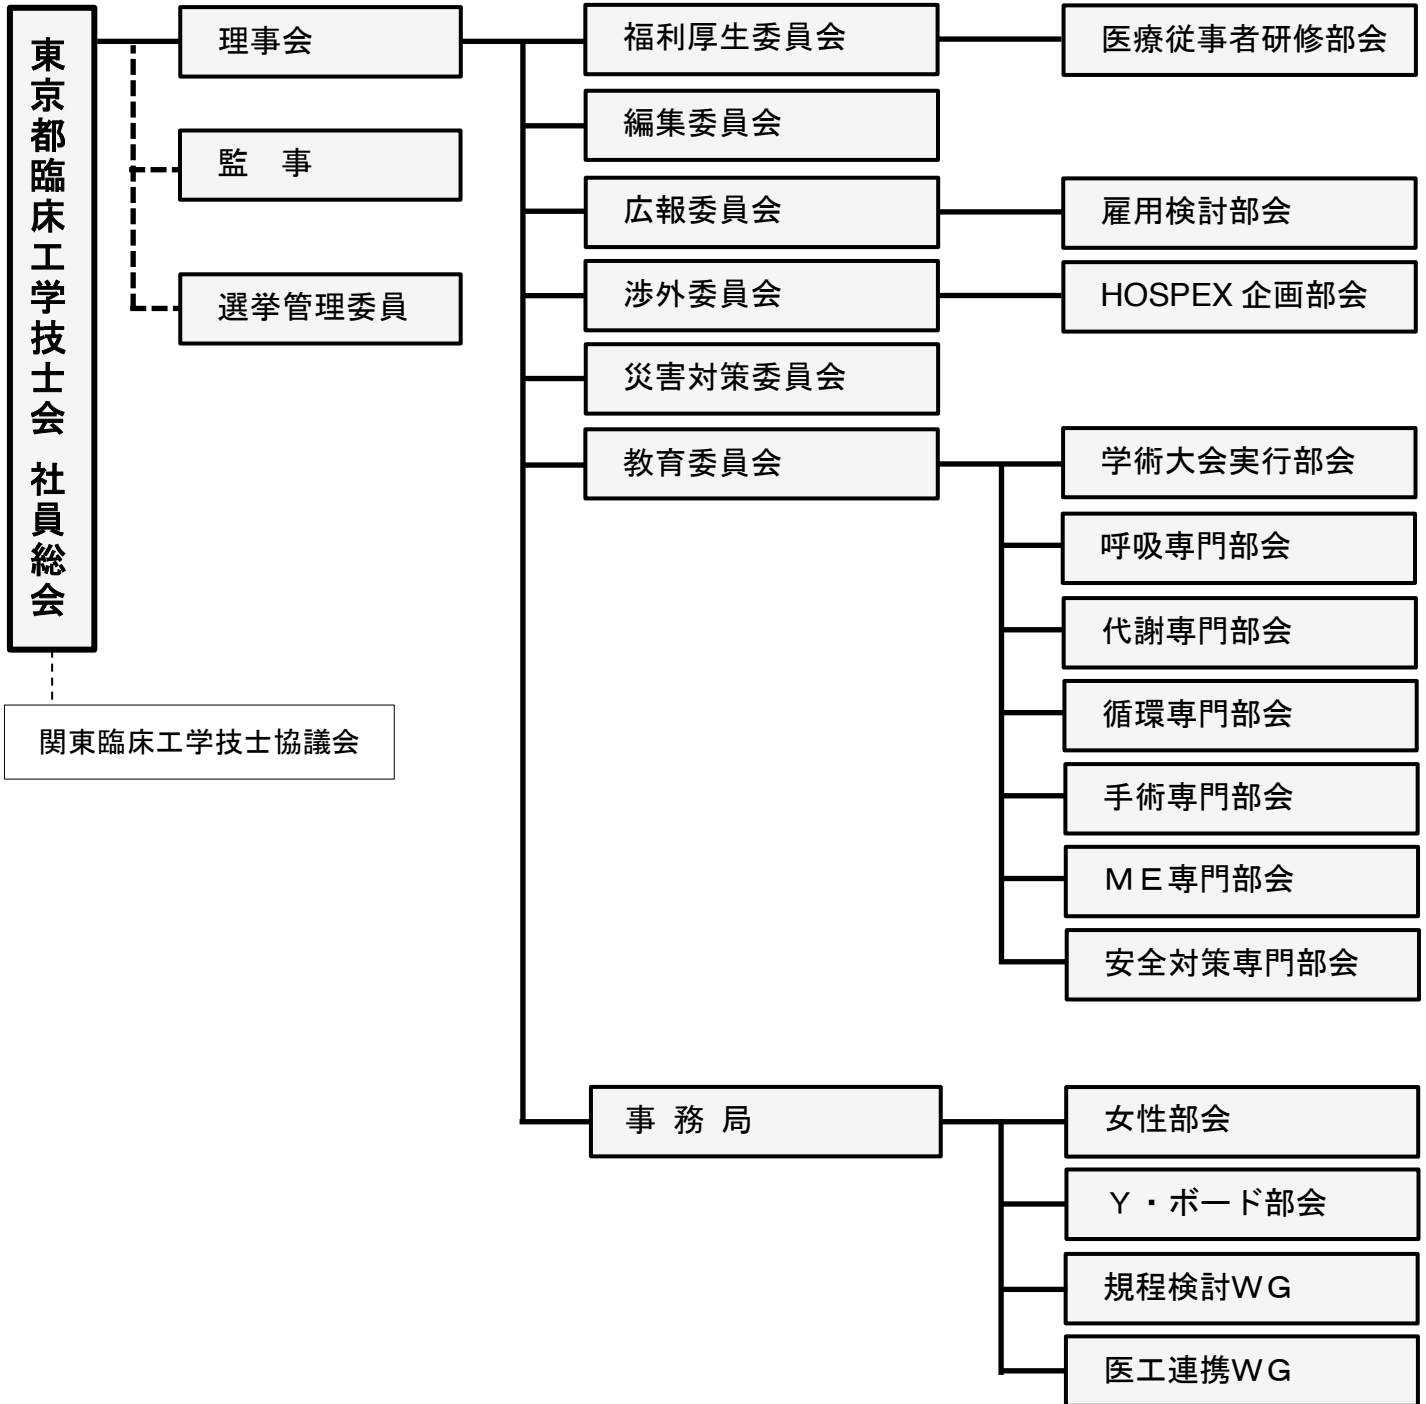 東京都臨床工学技士会 社員総会
関東臨床工学技士協議会
理事会
監　事
選挙管理委員
福利厚生委員会
医療従事者研修部会
編集委員会
広報委員会
雇用検討部会
渉外委員会
HOSPEX 企画部会
災害対策委員会
教育委員会
学術大会実行部会
呼吸専門部会
代謝専門部会
循環専門部会
手術専門部会
ＭＥ専門部会
安全対策専門部会
事 務 局
女性部会
Ｙ・ボード部会
規程検討ＷＧ
医工連携ＷＧ